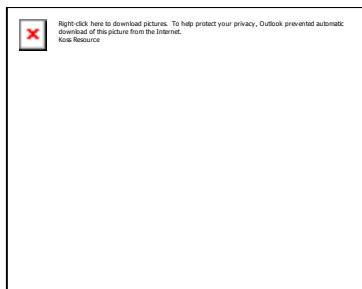 Right-click here to download pictures. To help protect your privacy, Outlook prevented automatic
download of this picture from the Internet.
Koss Resource